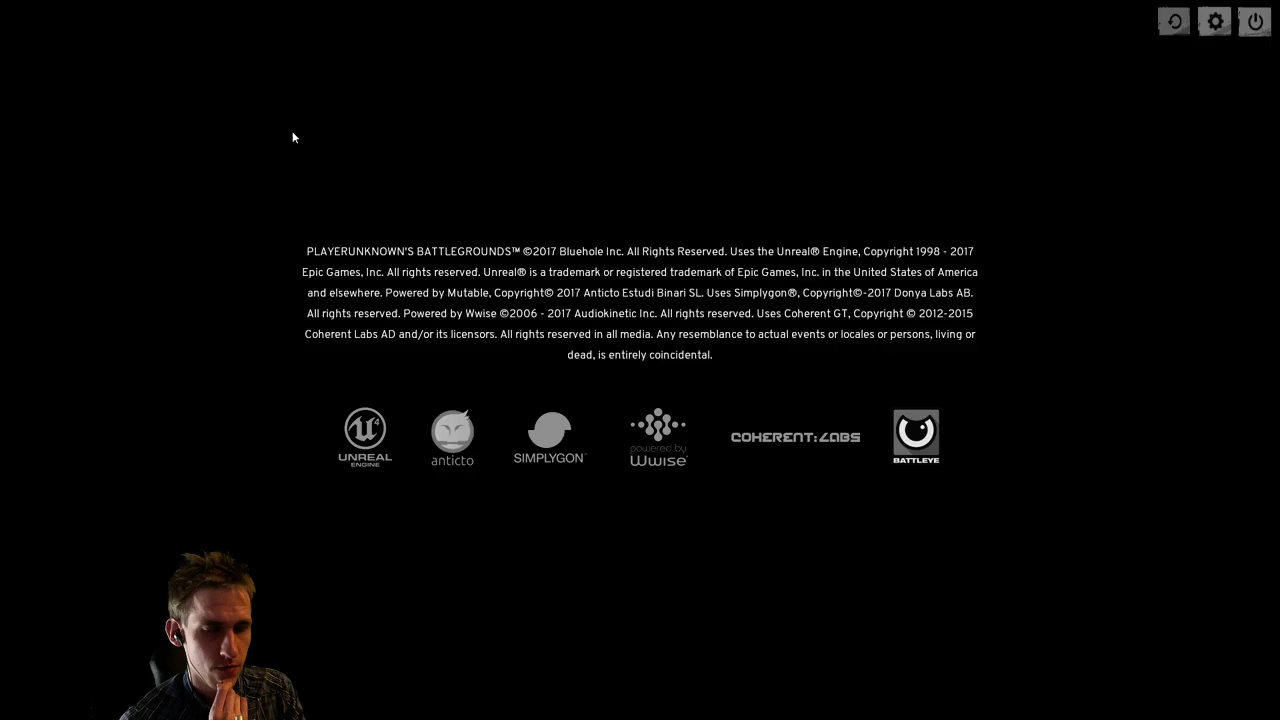 PLAYERUNKNOWN'S BATTLEGROUNDS™ ©2017 Bluehole Inc. All Rights Reserved. Uses the Unreal® Engine, Copyright 1998 - 2017
Epic Games, Inc. All rights reserved. Unreal® is a trademark or registered trademark of Epic Games, Inc. in the United States of America
and elsewhere. Powered by Mutable, Copyright© 2017 Anticto Estudi Binari SL. Uses Simplygon®, Copyright©-2017 Donya Labs AB.
All rights reserved. Powered by Wwise ©2006 - 2017 Audiokinetic Inc. All rights reserved. Uses Coherent GT, Copyright © 2012-2015
Coherent Labs AD and/or its licensors. All rights reserved in all media. Any resemblance to actual events or locales or persons, living or
dead, is entirely coincidental.
4
UNREAL
ENGINE
anticto
SIMPLYGON™
powered by
Wwise
COHERENT:LABS
BATTLEYE